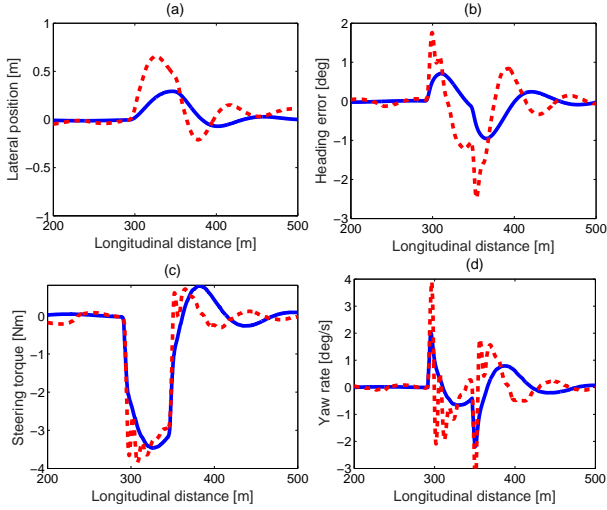 (a)
1
0.5
0
−0.5
−1
200 300 400 500
Lateral position [m]
Longitudinal distance [m]
(b)
2
1
0
−1
−2
−3
200 300 400 500
Heading error [deg]
Longitudinal distance [m]
(c)
0
−1
−2
−3
−4
200 300 400 500
Steering torque [Nm]
Longitudinal distance [m]
(d)
4
3
2
1
0
−1
−2
−3
200 300 400 500
Yaw rate [deg/s]
Longitudinal distance [m]